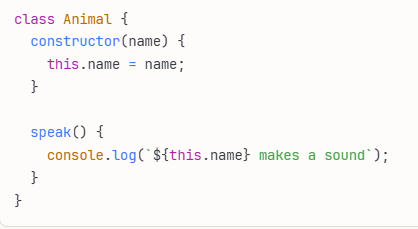 class Animal {
  constructor(name) {
    this.name = name;
  }

  speak() {
    console.log(`${this.name} makes a sound`);
  }
}